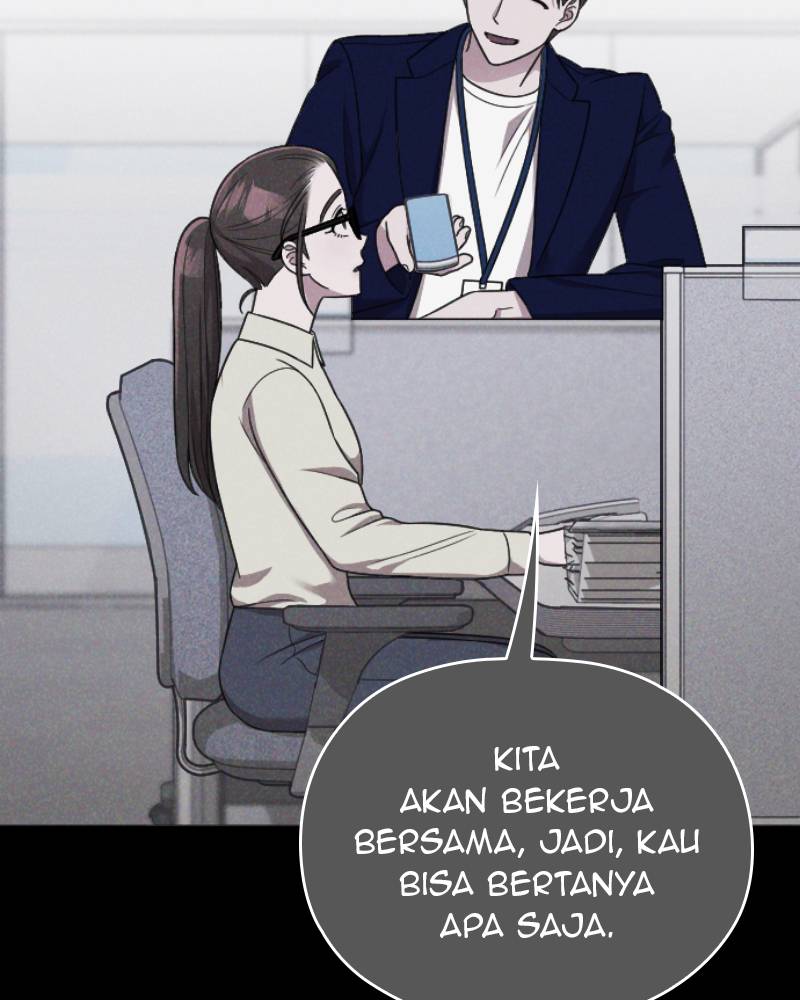 KITA
AKAN BEKERJA
BERSAMA, JADI, KAU
BISA BERTANYA
APA SAJA.